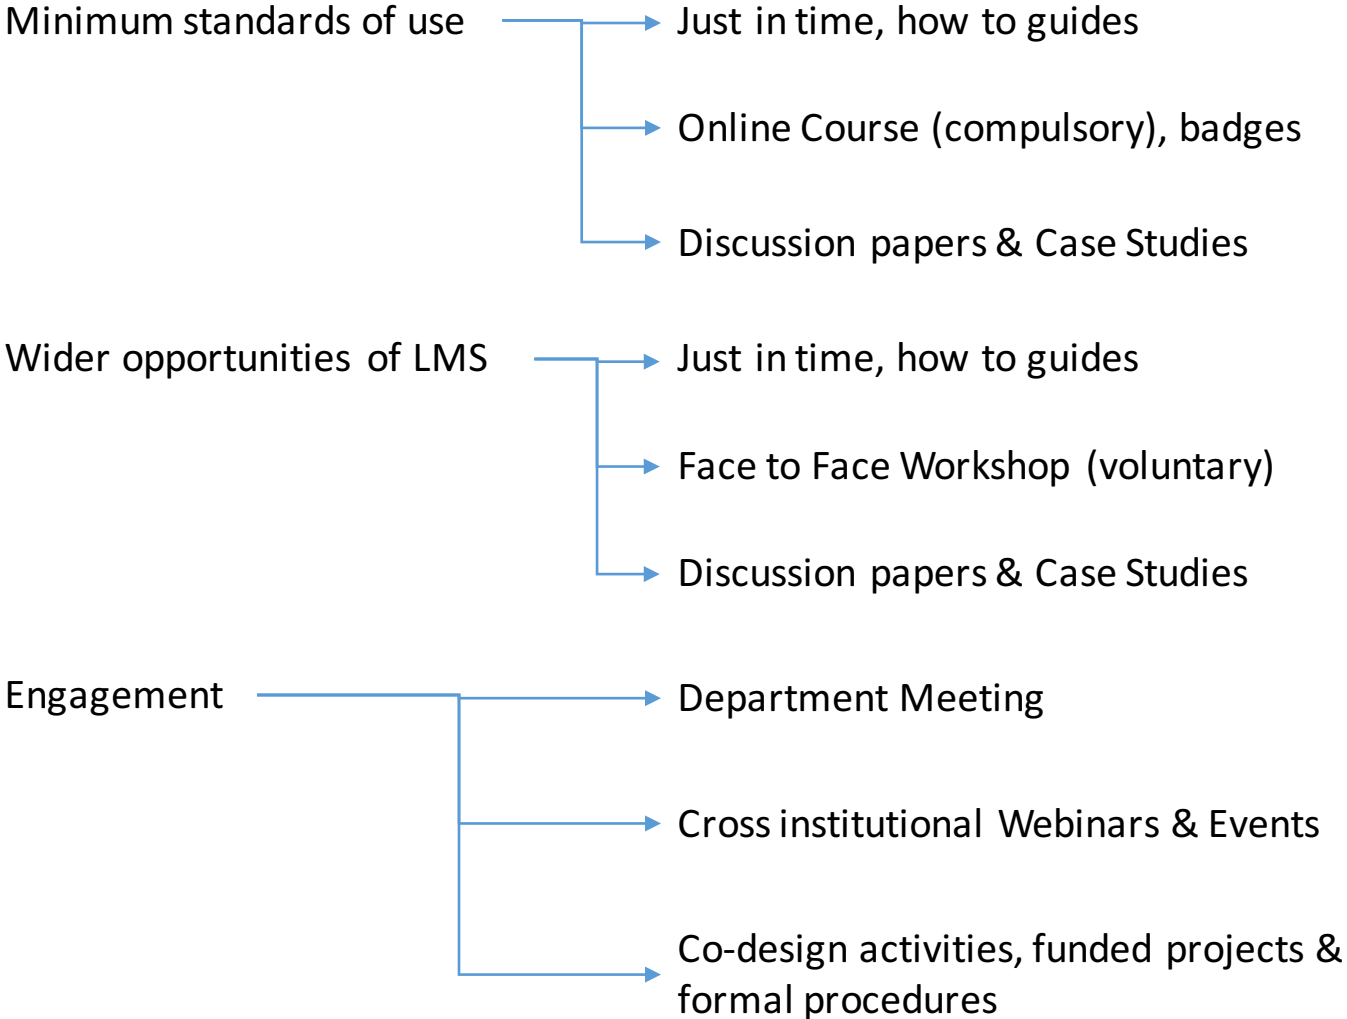 Minimum standards of use
Just in time, how to guides
Online Course (compulsory), badges
Discussion papers & Case Studies
Wider opportunities of LMS
Just in time, how to guides
Face to Face Workshop (voluntary)
Discussion papers & Case Studies
Engagement
Department Meeting
Cross institutional Webinars & Events
Co-design activities, funded projects &
formal procedures